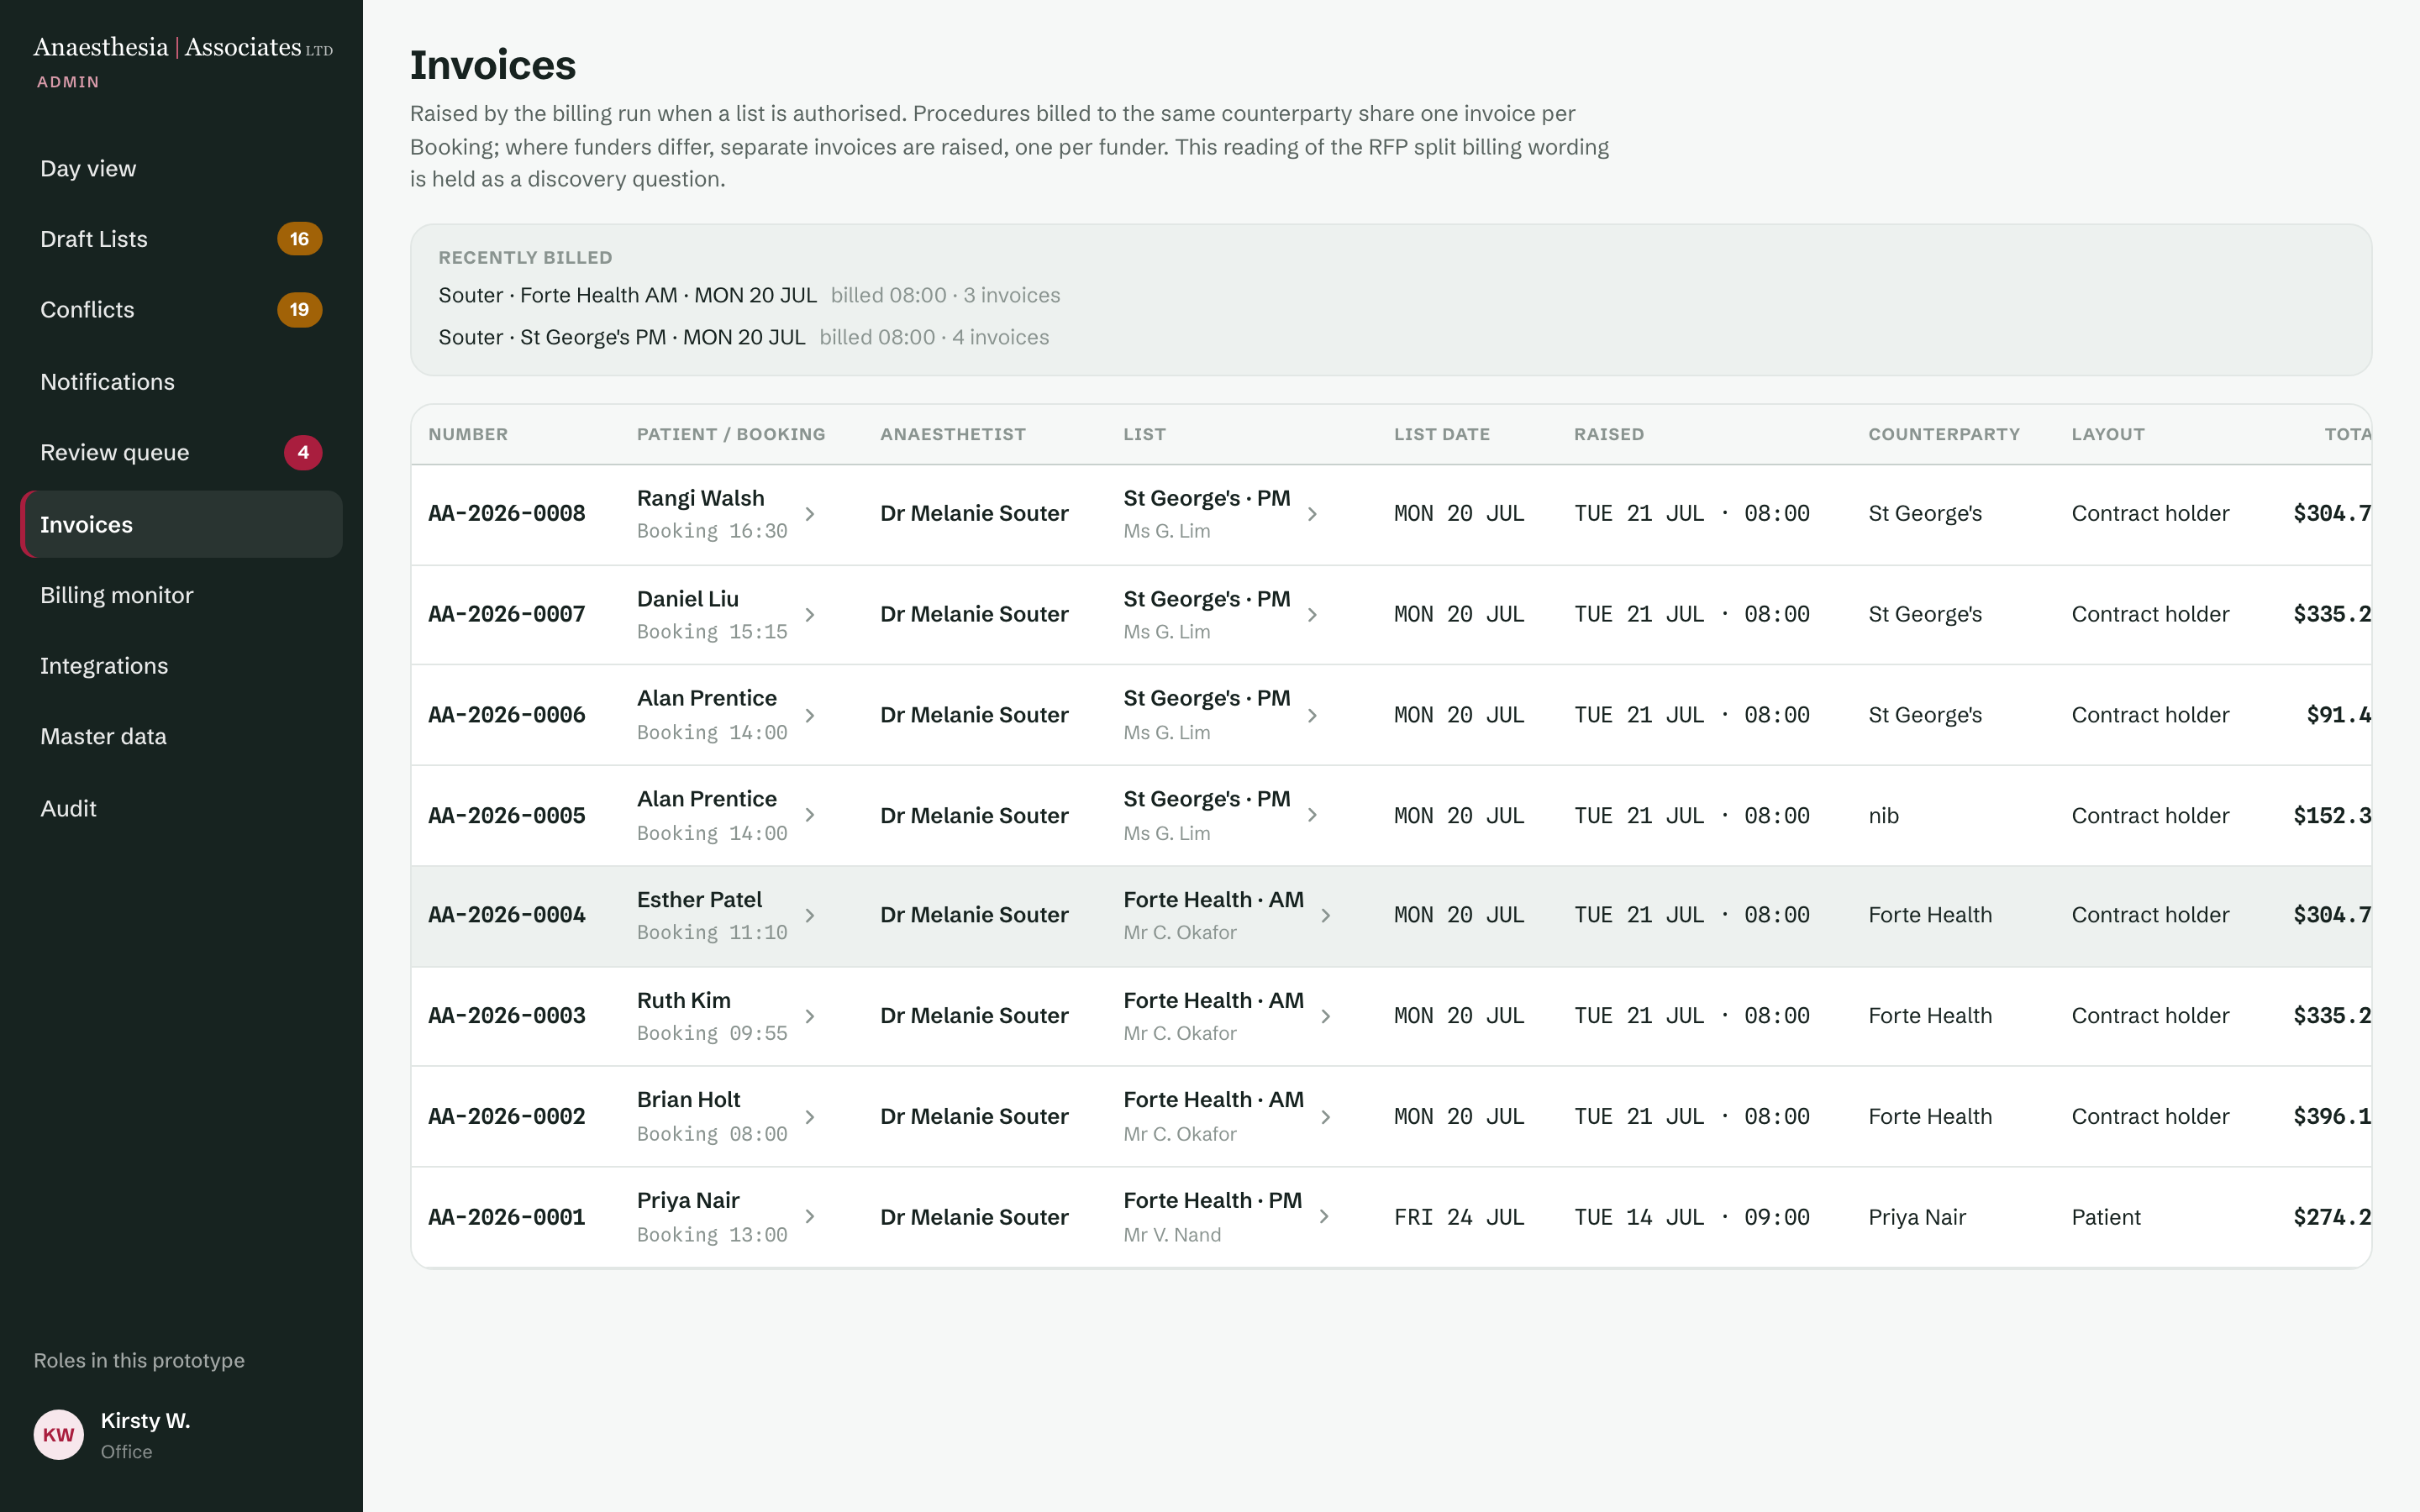 Anaesthesia | Associates LTD
ADMIN
Day view
Draft Lists 16
Conflicts 19
Notifications
Review queue 4
Invoices
Billing monitor
Integrations
Master data
Audit
Roles in this prototype
KW Kirsty W.
Office
Invoices
Raised by the billing run when a list is authorised. Procedures billed to the same counterparty share one invoice per
Booking; where funders differ, separate invoices are raised, one per funder. This reading of the RFP split billing wording
is held as a discovery question.
RECENTLY BILLED
Souter · Forte Health AM · MON 20 JUL billed 08:00 · 3 invoices
Souter · St George's PM · MON 20 JUL billed 08:00 · 4 invoices
NUMBER PATIENT / BOOKING ANAESTHETIST LIST LIST DATE RAISED COUNTERPARTY LAYOUT TOTA
AA-2026-0008 Rangi Walsh Dr Melanie Souter St George's · PM MON 20 JUL TUE 21 JUL · 08:00 St George's Contract holder $304.7
Booking 16:30 Ms G. Lim
AA-2026-0007 Daniel Liu Dr Melanie Souter St George's · PM MON 20 JUL TUE 21 JUL · 08:00 St George's Contract holder $335.2
Booking 15:15 Ms G. Lim
AA-2026-0006 Alan Prentice Dr Melanie Souter St George's · PM MON 20 JUL TUE 21 JUL · 08:00 St George's Contract holder $91.4
Booking 14:00 Ms G. Lim
AA-2026-0005 Alan Prentice Dr Melanie Souter St George's · PM MON 20 JUL TUE 21 JUL · 08:00 nib Contract holder $152.3
Booking 14:00 Ms G. Lim
AA-2026-0004 Esther Patel Dr Melanie Souter Forte Health · AM MON 20 JUL TUE 21 JUL · 08:00 Forte Health Contract holder $304.7
Booking 11:10 Mr C. Okafor
AA-2026-0003 Ruth Kim Dr Melanie Souter Forte Health · AM MON 20 JUL TUE 21 JUL · 08:00 Forte Health Contract holder $335.2
Booking 09:55 Mr C. Okafor
AA-2026-0002 Brian Holt Dr Melanie Souter Forte Health · AM MON 20 JUL TUE 21 JUL · 08:00 Forte Health Contract holder $396.1
Booking 08:00 Mr C. Okafor
AA-2026-0001 Priya Nair Dr Melanie Souter Forte Health · PM FRI 24 JUL TUE 14 JUL · 09:00 Priya Nair Patient $274.2
Booking 13:00 Mr V. Nand